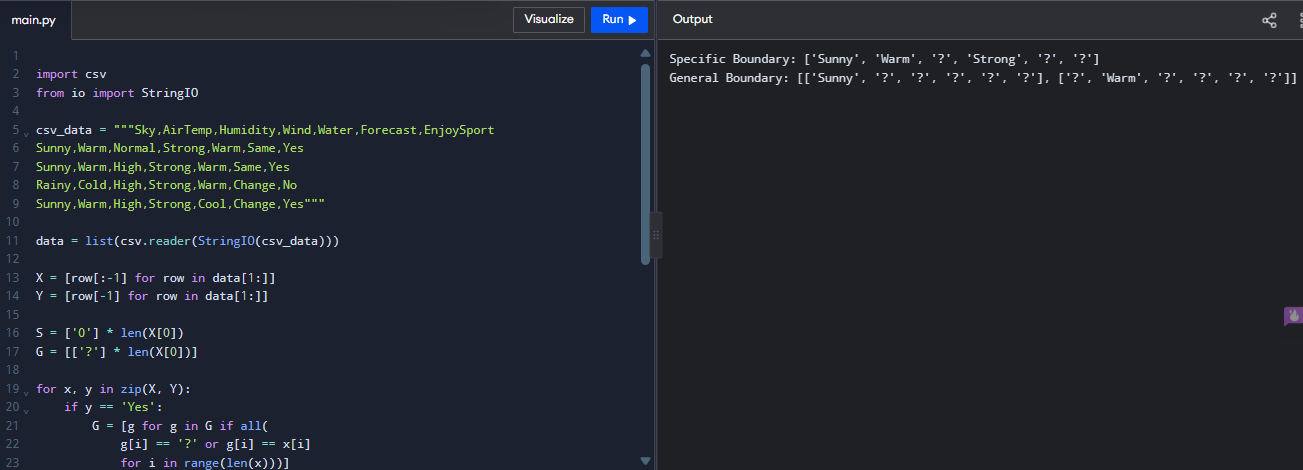 main.py
Visualize
Run
Output
1
2 import csv
3 from io import StringIO
4
5 csv_data = """Sky,AirTemp,Humidity,Wind,Water,Forecast,EnjoySport
6 Sunny,Warm,Normal,Strong,Warm,Same,Yes
7 Sunny,Warm,High,Strong,Warm,Same,Yes
8 Rainy,Cold,High,Strong,Warm,Change,No
9 Sunny,Warm,High,Strong,Cool,Change,Yes"""
10
11 data = list(csv.reader(StringIO(csv_data)))
12
13 X = [row[:-1] for row in data[1:]]
14 Y = [row[-1] for row in data[1:]]
15
16 S = ['0'] * len(X[0])
17 G = [['?'] * len(X[0])]
18
19 for x, y in zip(X, Y):
20     if y == 'Yes':
21         G = [g for g in G if all(
22             g[i] == '?' or g[i] == x[i]
23             for i in range(len(x)))]
Specific Boundary: ['Sunny', 'Warm', '?', 'Strong', '?', '?']
General Boundary: [['Sunny', '?', '?', '?', '?', '?'], ['?', 'Warm', '?', '?', '?', '?']]